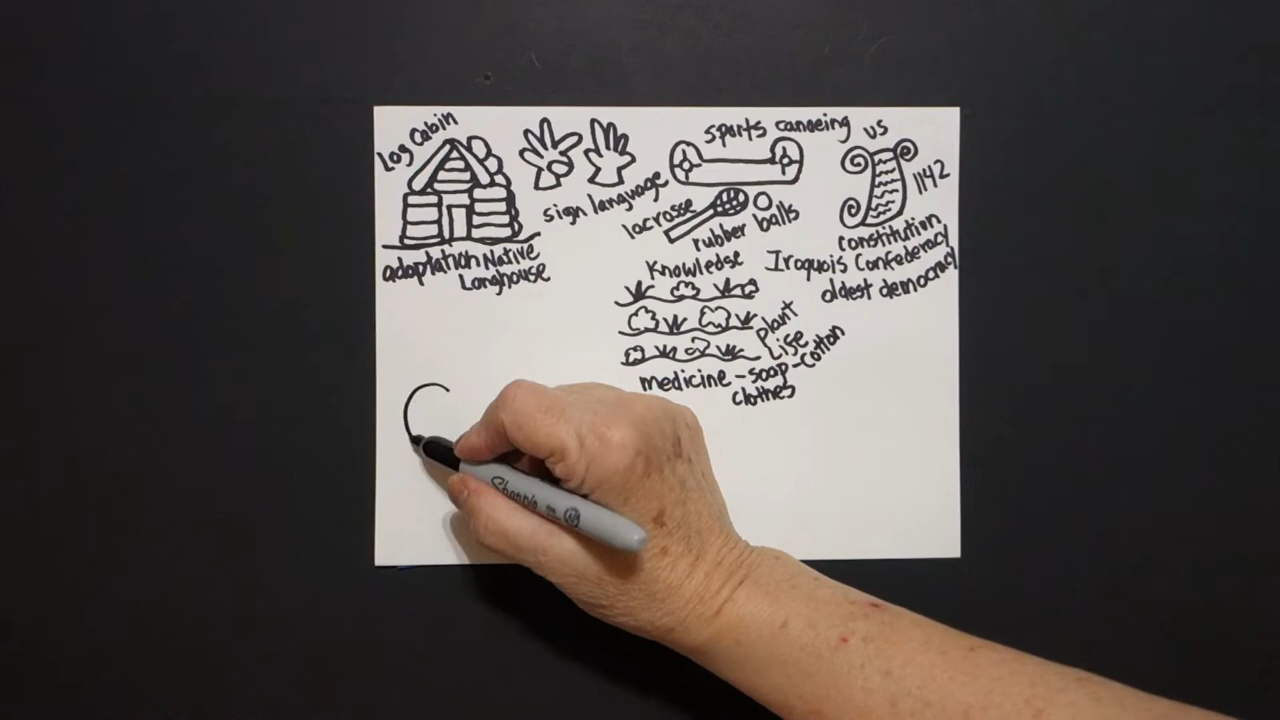 Log Cabin
adaptation Native
Longhouse
sign language
sports canoeing
lacrosse
rubber balls
US
1142
constitution
Iroquois Confederacy
oldest democracy
Knowledge
plant
Life
medicine - soap - cotton
clothes
Sharpie